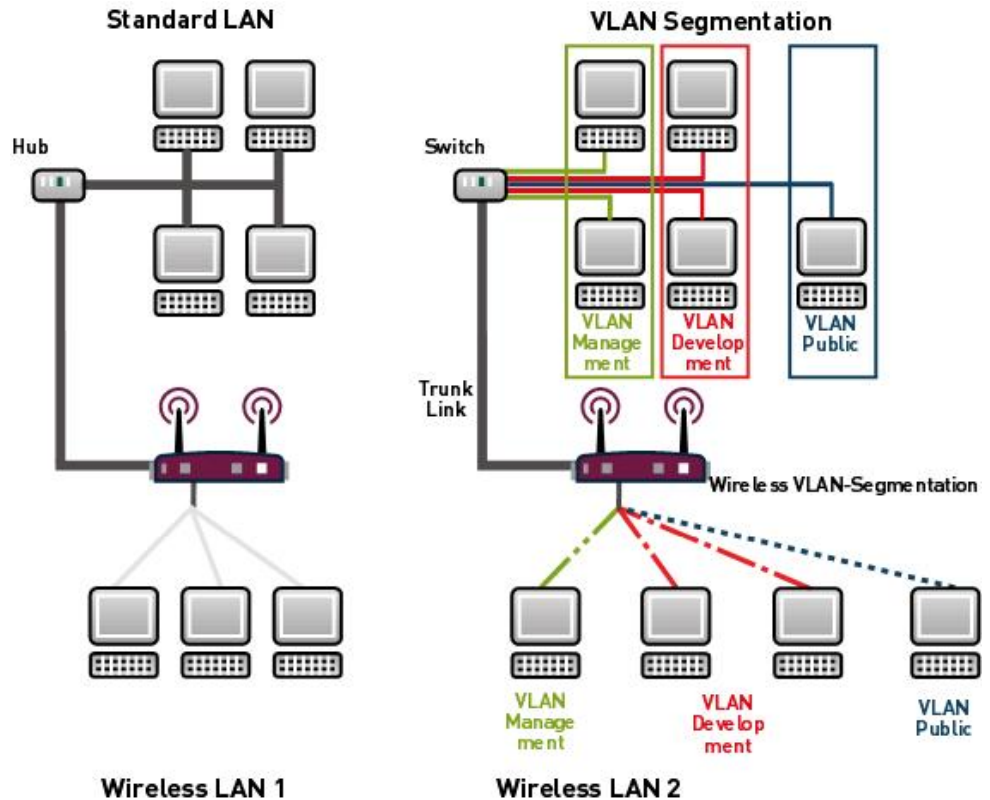 Standard LAN
VLAN Segmentation
Hub
Switch
VLAN
Manage
ment
VLAN
Develop
ment
VLAN
Public
Trunk
Link
Wireless VLAN-Segmentation
VLAN
Manage
ment
VLAN
Develop
ment
VLAN
Public
Wireless LAN 1
Wireless LAN 2